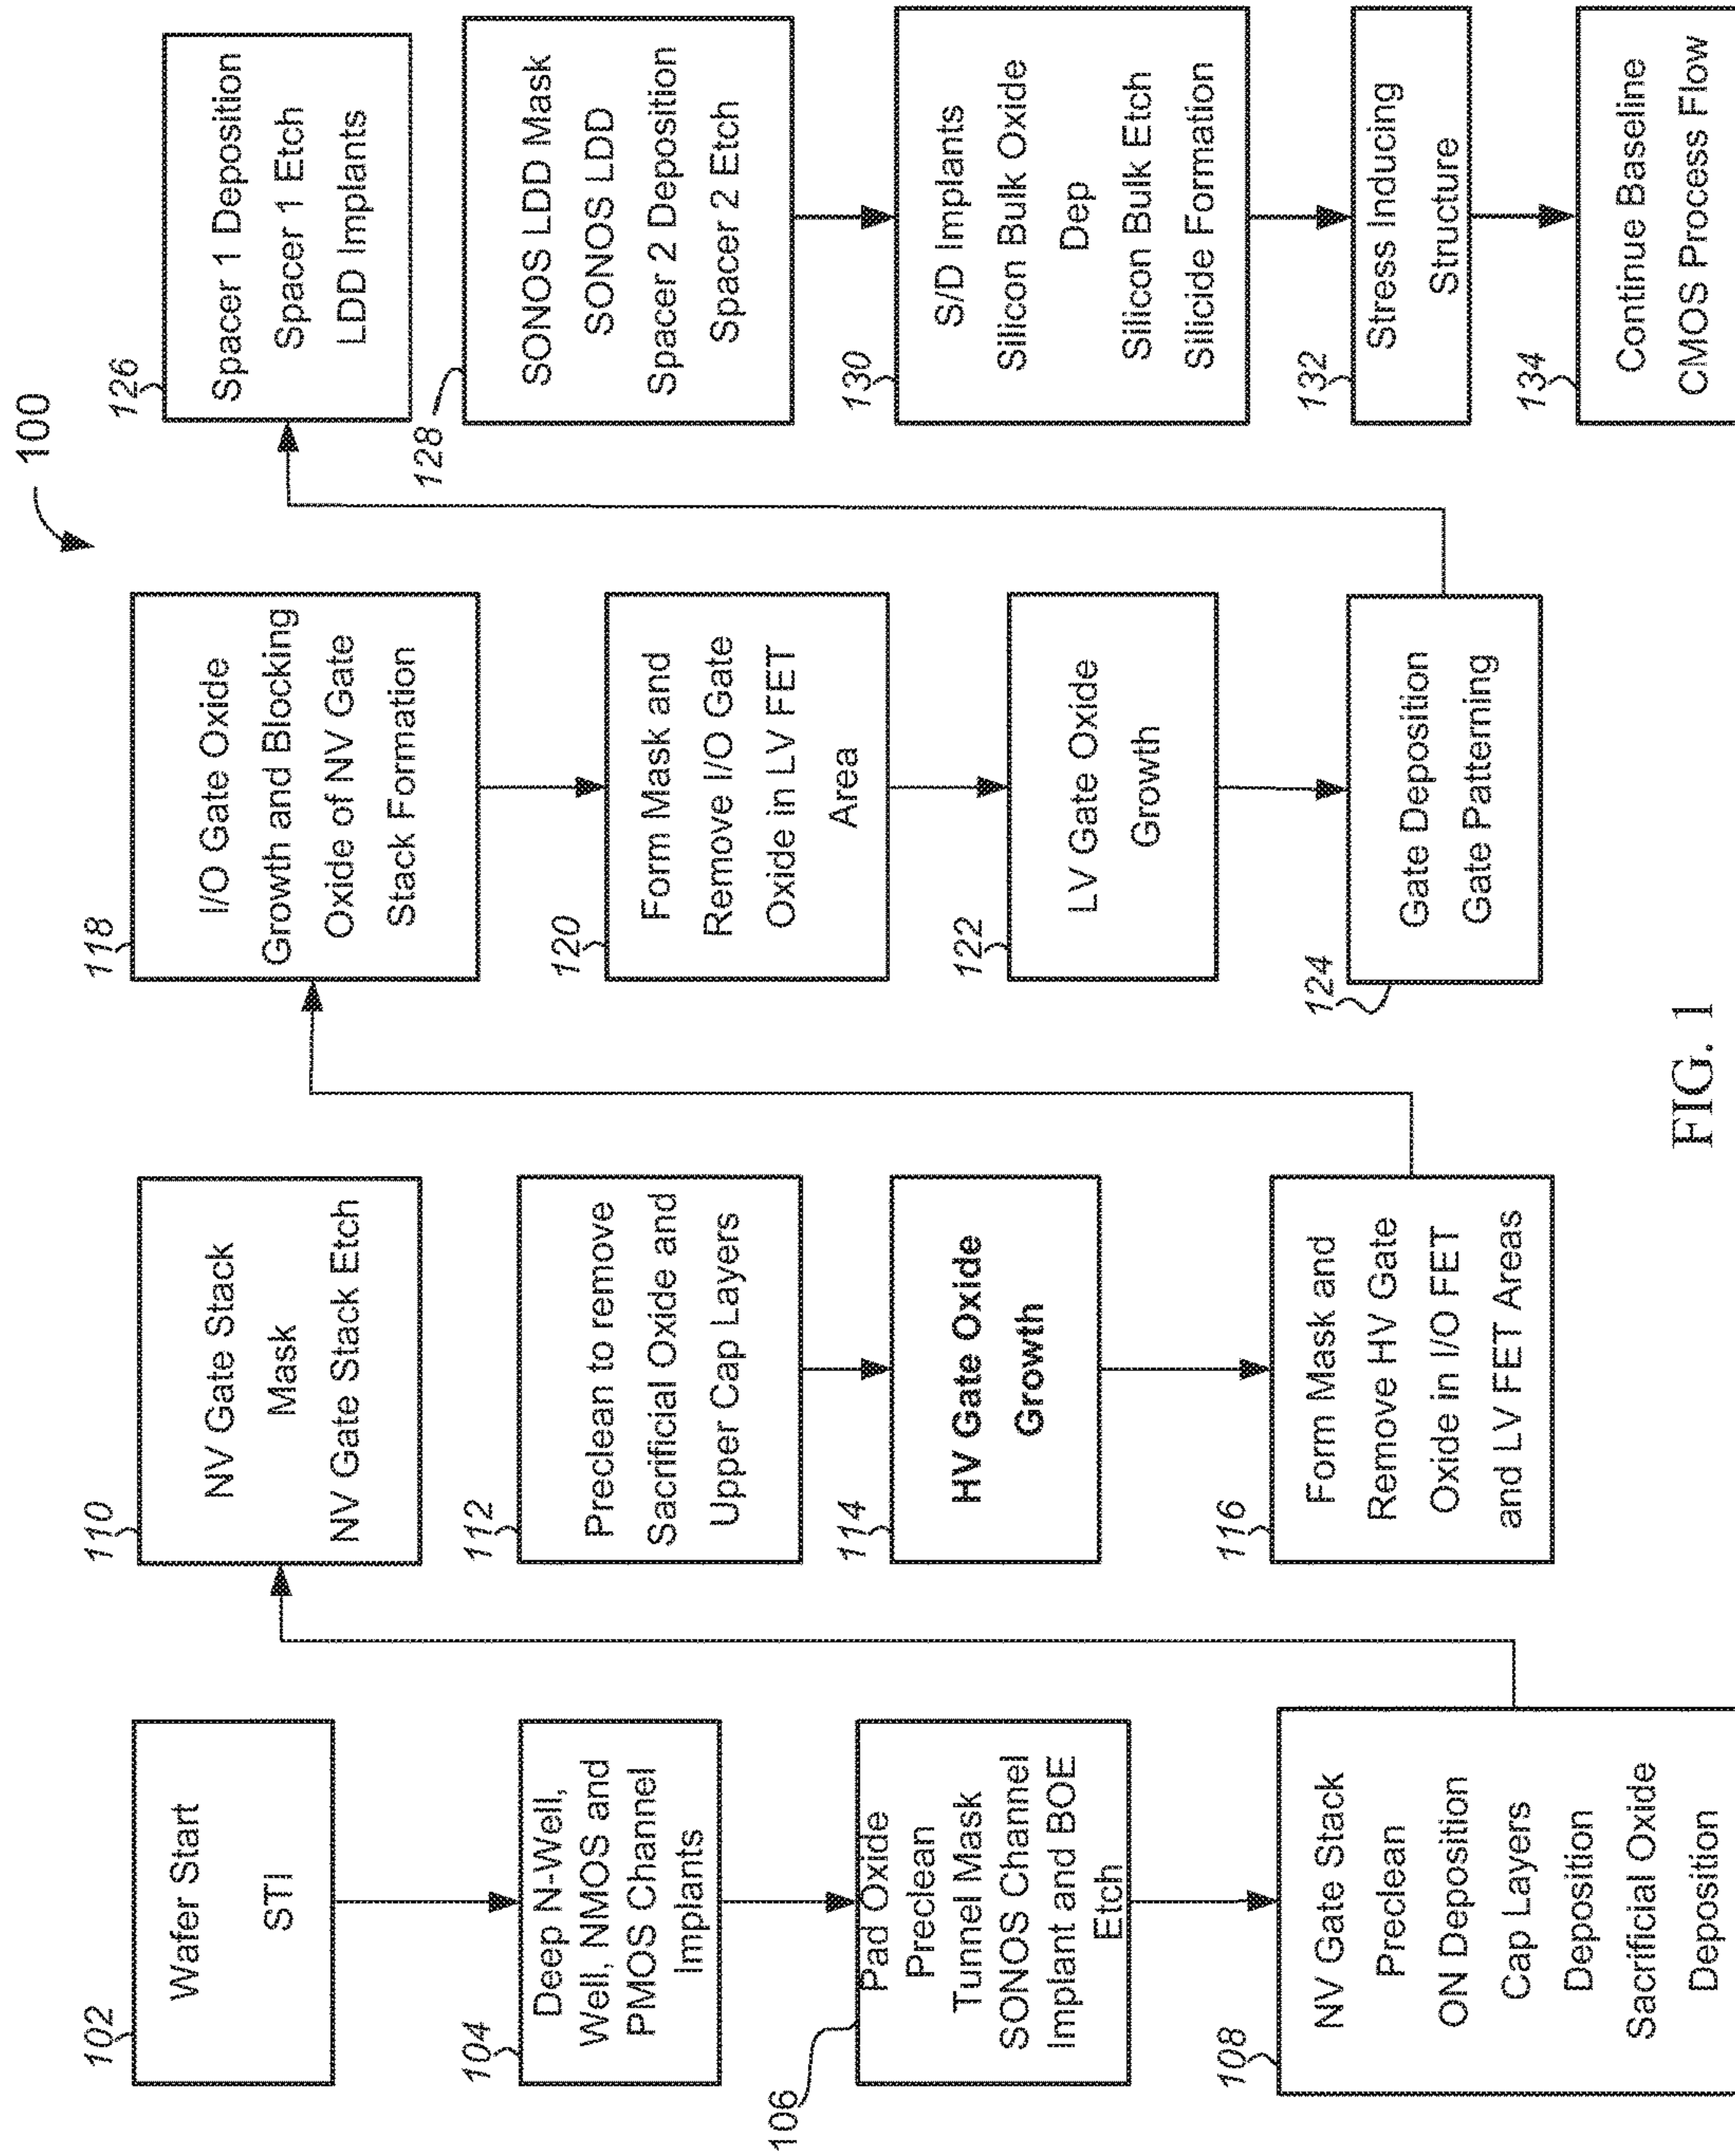 100
102
Wafer Start
STI
104
Deep N-Well,
Well, NMOS and
PMOS Channel
Implants
106
Pad Oxide
Preclean
Tunnel Mask
SONOS Channel
Implant and BOE
Etch
108
NV Gate Stack
Preclean
ON Deposition
Cap Layers
Deposition
Sacrificial Oxide
Deposition
110
NV Gate Stack
Mask
NV Gate Stack Etch
112
Preclean to remove
Sacrificial Oxide and
Upper Cap Layers
114
HV Gate Oxide
Growth
116
Form Mask and
Remove HV Gate
Oxide in I/O FET
and LV FET Areas
118
I/O Gate Oxide
Growth and Blocking
Oxide of NV Gate
Stack Formation
120
Form Mask and
Remove I/O Gate
Oxide in LV FET
Area
122
LV Gate Oxide
Growth
124
Gate Deposition
Gate Patterning
126
Spacer 1 Deposition
Spacer 1 Etch
LDD Implants
128
SONOS LDD Mask
SONOS LDD
Spacer 2 Deposition
Spacer 2 Etch
130
S/D Implants
Silicon Bulk Oxide
Dep
Silicon Bulk Etch
Silicide Formation
132
Stress Inducing
Structure
134
Continue Baseline
CMOS Process Flow
FIG. 1